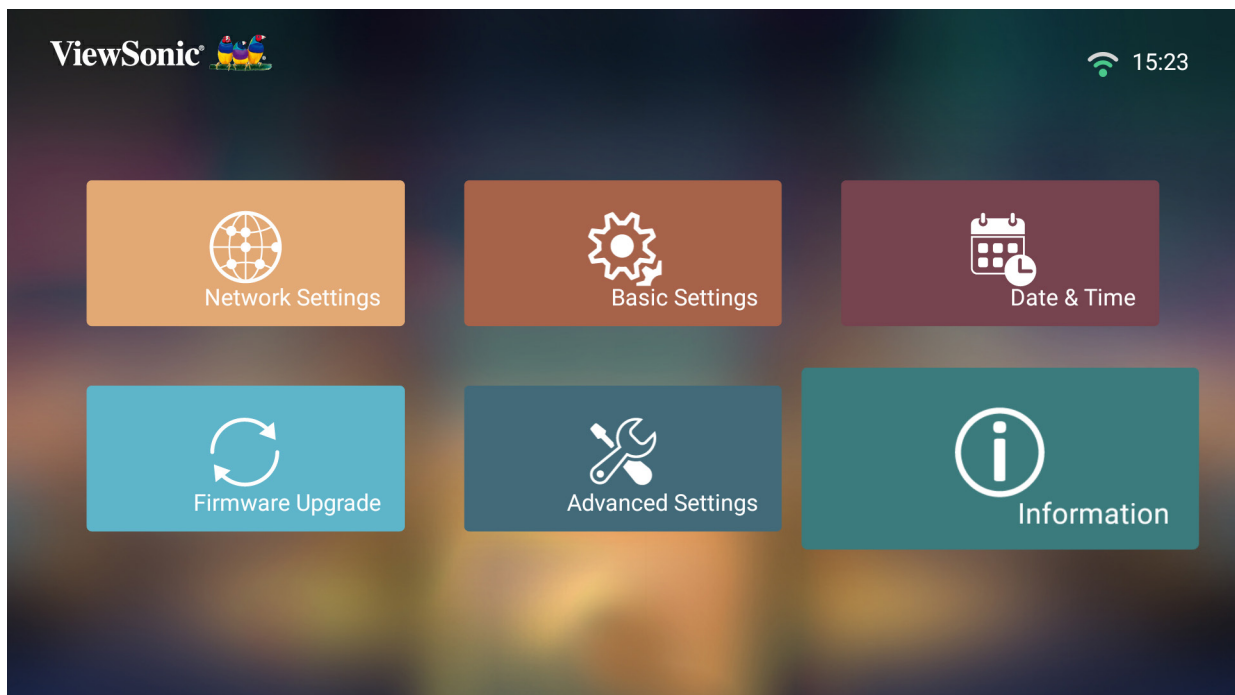 ViewSonic®
15:23
Network Settings
Basic Settings
Date & Time
Firmware Upgrade
Advanced Settings
Information